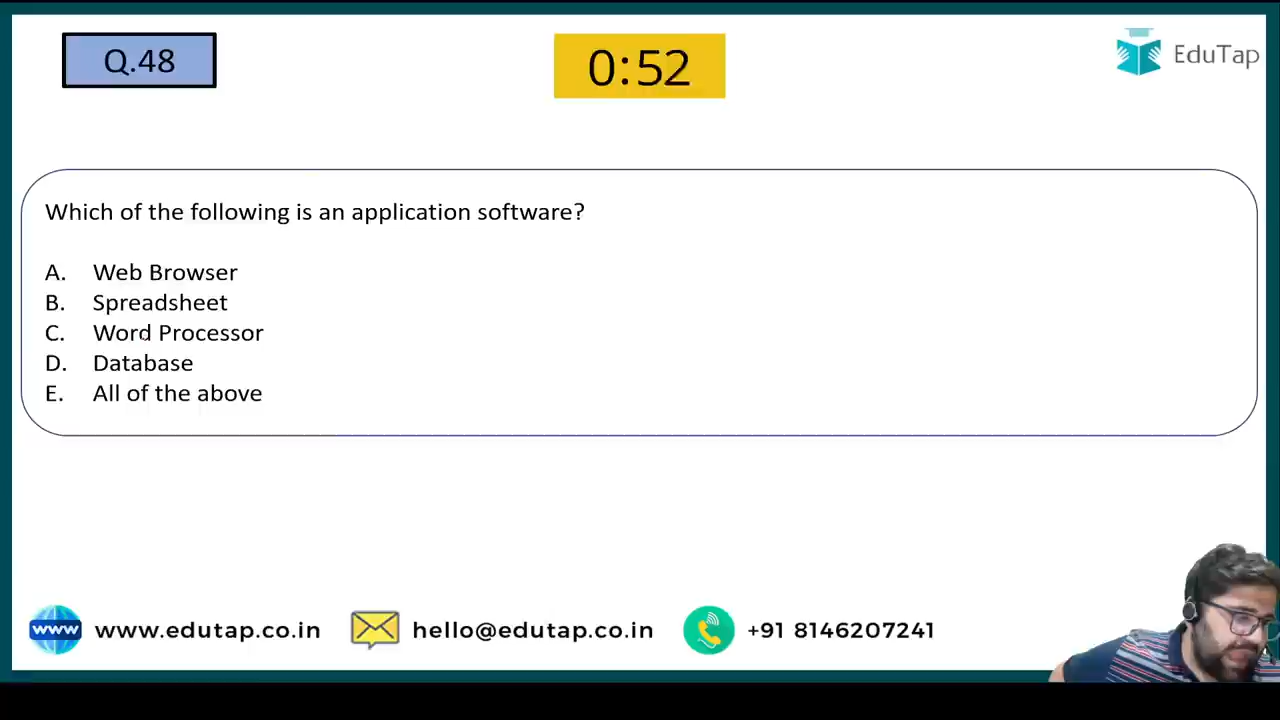 Q.48
0:52
EduTap
Which of the following is an application software?
A. Web Browser
B. Spreadsheet
C. Word Processor
D. Database
E. All of the above
www www.edutap.co.in hello@edutap.co.in +91 8146207241